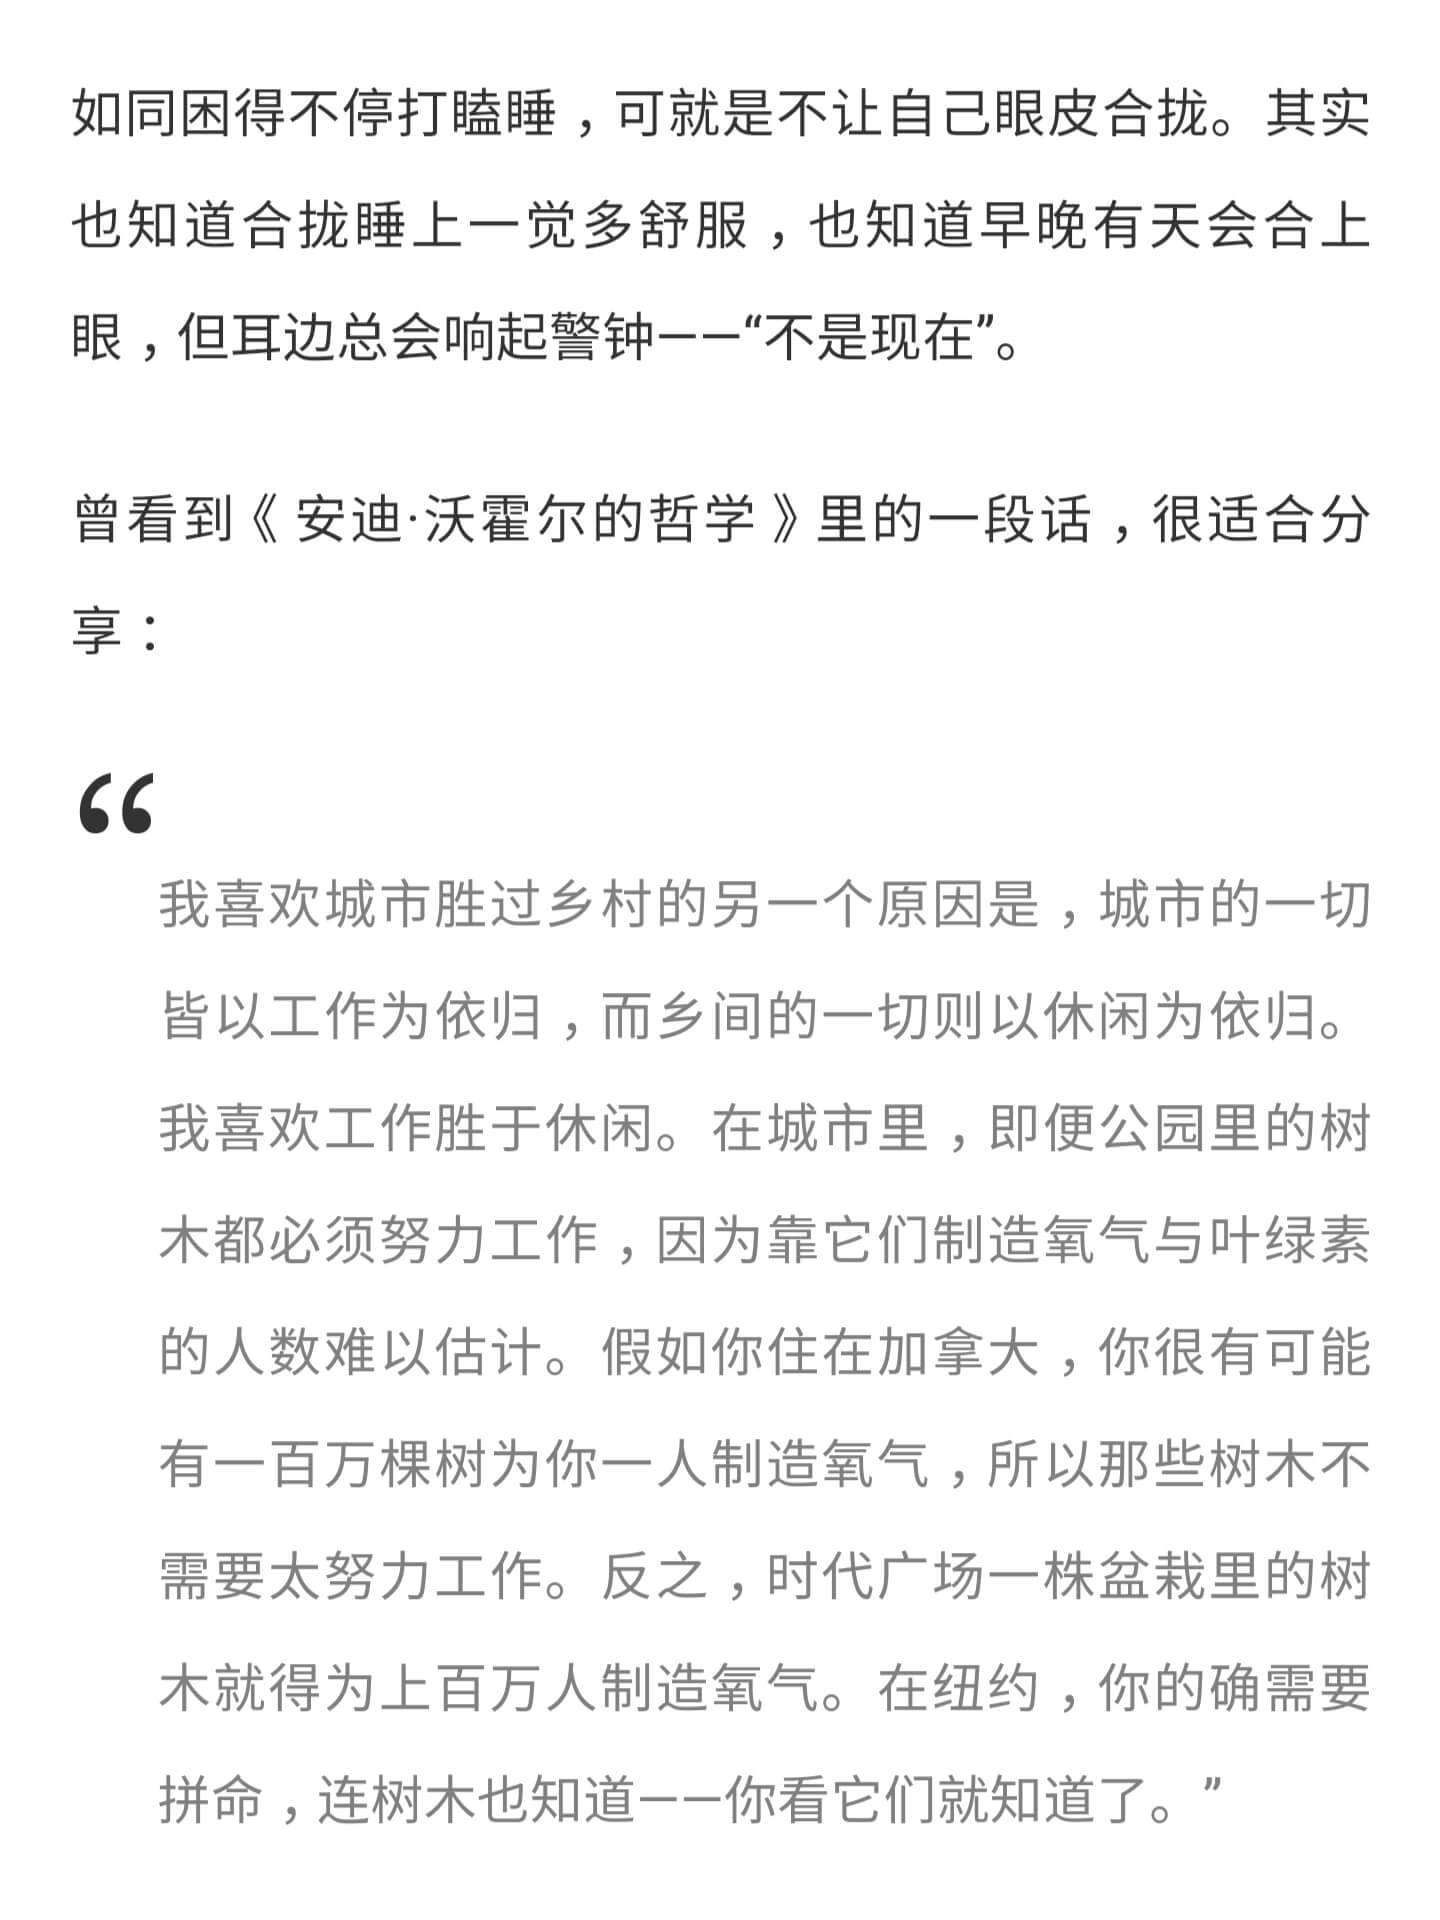 如同困得不停打瞌睡，可就是不让自己眼皮合拢。其实
也知道合拢睡上一觉多舒服，也知道早晚有天会合上
眼，但耳边总会响起警钟——“不是现在”。
曾看到《 安迪·沃霍尔的哲学 》里的一段话，很适合分
享：
“
我喜欢城市胜过乡村的另一个原因是，城市的一切
皆以工作为依归，而乡间的一切则以休闲为依归。
我喜欢工作胜于休闲。在城市里，即便公园里的树
木都必须努力工作，因为靠它们制造氧气与叶绿素
的人数难以估计。假如你住在加拿大，你很有可能
有一百万棵树为你一人制造氧气，所以那些树木不
需要太努力工作。反之，时代广场一株盆栽里的树
木就得为上百万人制造氧气。在纽约，你的确需要
拼命，连树木也知道——你看它们就知道了。”